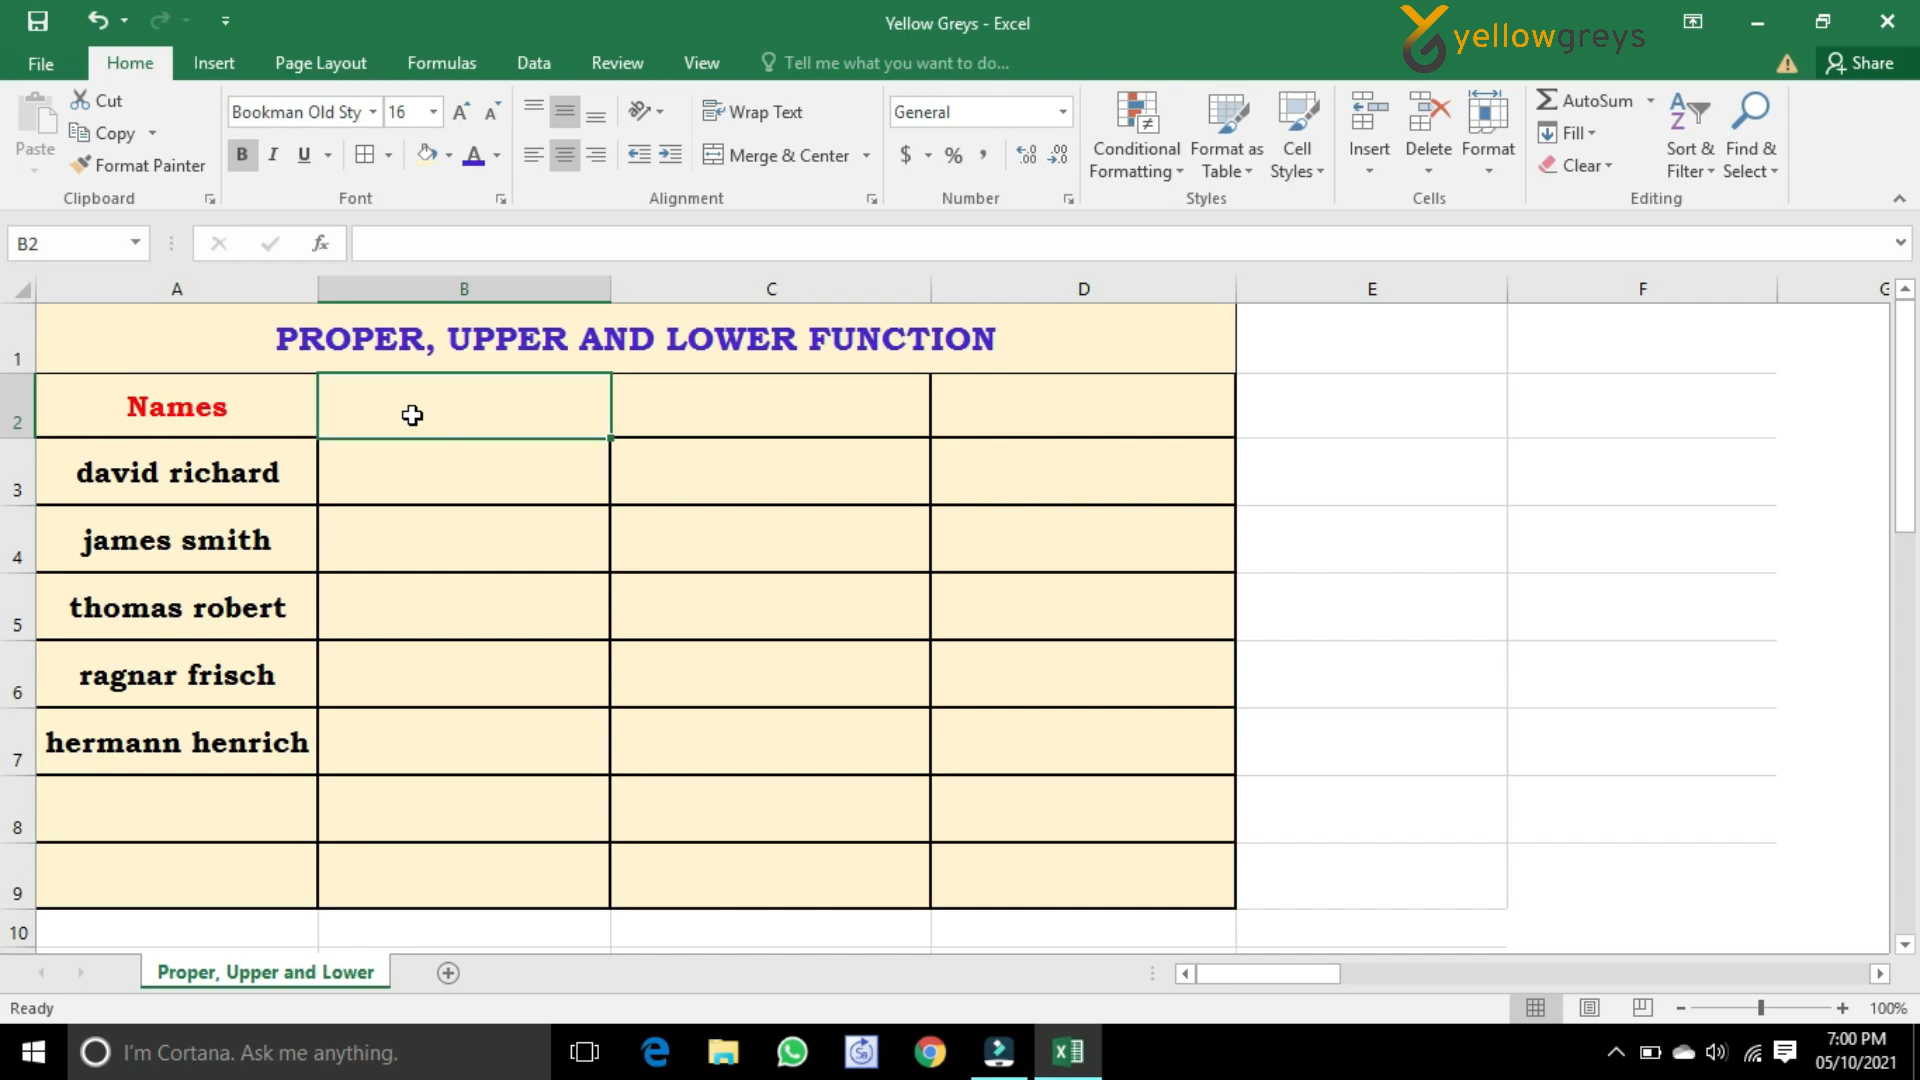 Yellow Greys - Excel
yellowgreys
File Home Insert Page Layout Formulas Data Review View Tell me what you want to do... Share
Paste
Cut
Copy
Format Painter
Clipboard
Bookman Old Sty 16
B I U
Font
Wrap Text
Merge & Center
Alignment
General
$ % ,
Number
Conditional Formatting
Format as Table
Cell Styles
Styles
Insert
Delete
Format
Cells
AutoSum
Fill
Clear
Sort & Filter
Find & Select
Editing
B2
fx
A B C D E F G
1 PROPER, UPPER AND LOWER FUNCTION
2 Names
3 david richard
4 james smith
5 thomas robert
6 ragnar frisch
7 hermann henrich
8
9
10
Proper, Upper and Lower
Ready
100%
I'm Cortana. Ask me anything.
7:00 PM
05/10/2021